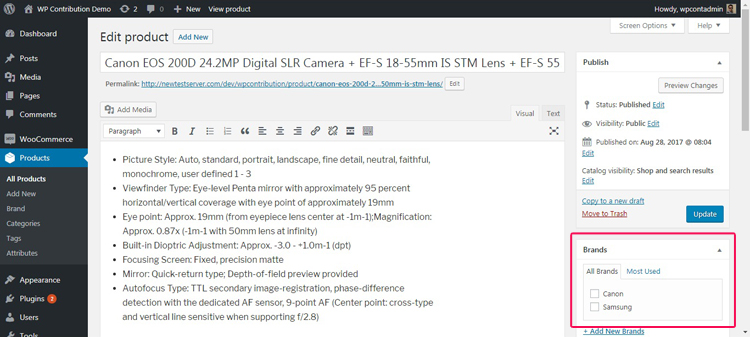 WP Contribution Demo 2 0 + New View product Howdy, wpcontadmin
Screen Options Help
Dashboard
Posts
Media
Pages
Comments
WooCommerce
Products
All Products
Add New
Brand
Categories
Tags
Attributes
Appearance
Plugins 2
Users
Tools
Edit product Add New
Canon EOS 200D 24.2MP Digital SLR Camera + EF-S 18-55mm IS STM Lens + EF-S 55
Permalink: http://newtestserver.com/dev/wpcontribution/product/canon-eos-200d-2...50mm-is-stm-lens/ Edit
Add Media
Visual Text
Paragraph B I
• Picture Style: Auto, standard, portrait, landscape, fine detail, neutral, faithful,
monochrome, user defined 1 - 3
• Viewfinder Type: Eye-level Penta mirror with approximately 95 percent
horizontal/vertical coverage with eye point of approximately 19mm
• Eye point: Approx. 19mm (from eyepiece lens center at -1m-1);Magnification:
Approx. 0.87x (-1m-1 with 50mm lens at infinity)
• Built-in Dioptric Adjustment: Approx. -3.0 - +1.0m-1 (dpt)
• Focusing Screen: Fixed, precision matte
• Mirror: Quick-return type; Depth-of-field preview provided
• Autofocus Type: TTL secondary image-registration, phase-difference
detection with the dedicated AF sensor, 9-point AF (Center point: cross-type
and vertical line sensitive when supporting f/2.8)
Publish
Preview Changes
Status: Published Edit
Visibility: Public Edit
Published on: Aug 28, 2017 @ 08:04
Edit
Catalog visibility: Shop and search results
Edit
Copy to a new draft
Move to Trash Update
Brands
All Brands Most Used
Canon
Samsung
+ Add New Brands